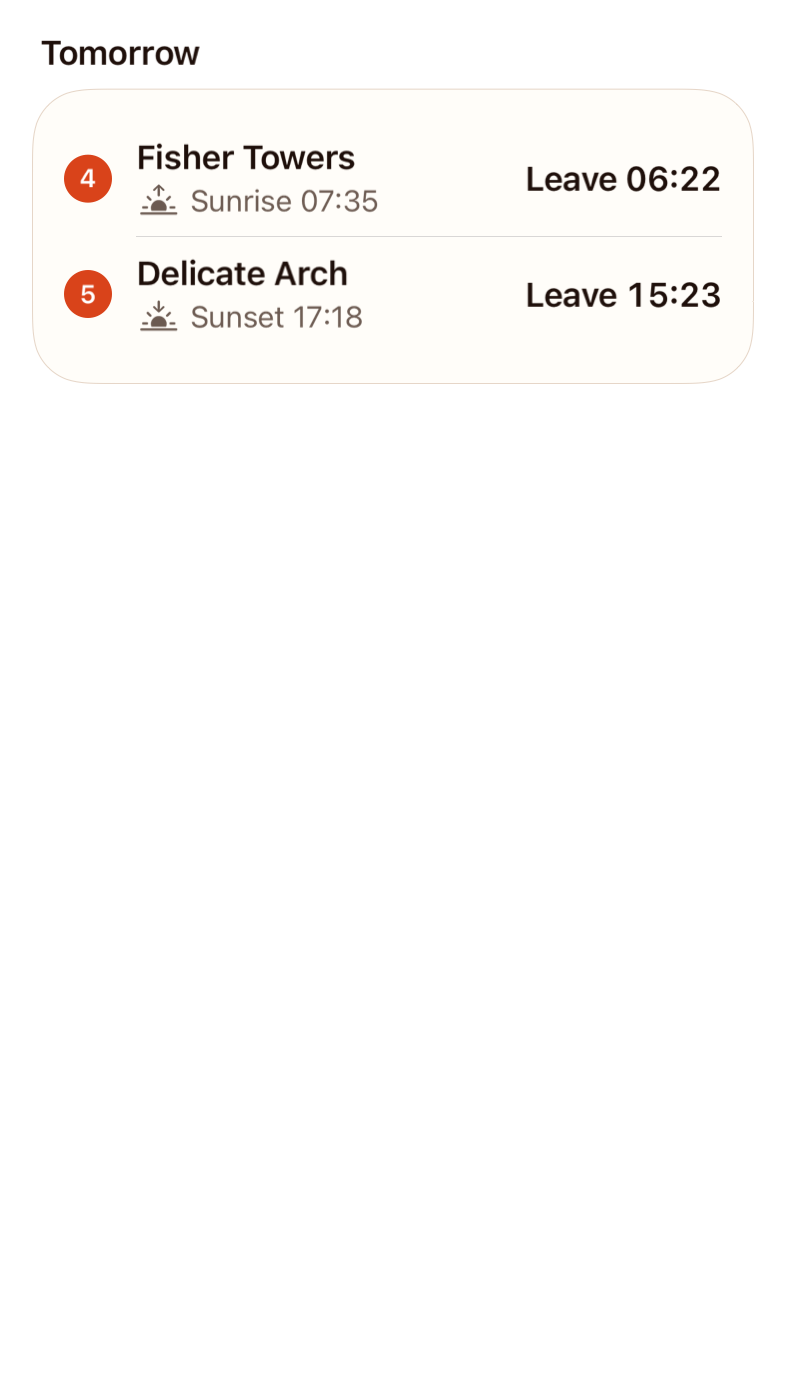 Tomorrow
4
Fisher Towers
Sunrise 07:35
Leave 06:22
5
Delicate Arch
Sunset 17:18
Leave 15:23